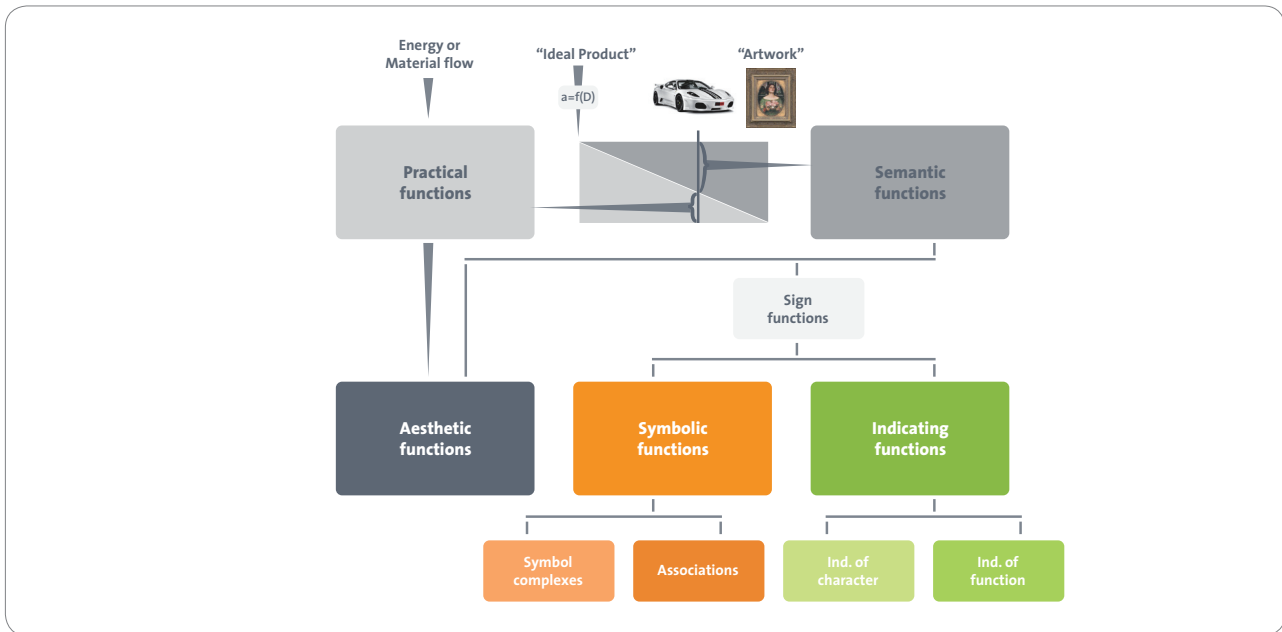 Energy or
Material flow
“Ideal Product”
“Artwork”
a=f(D)
Practical
functions
Semantic
functions
Sign
functions
Aesthetic
functions
Symbolic
functions
Indicating
functions
Symbol
complexes
Associations
Ind. of
character
Ind. of
function